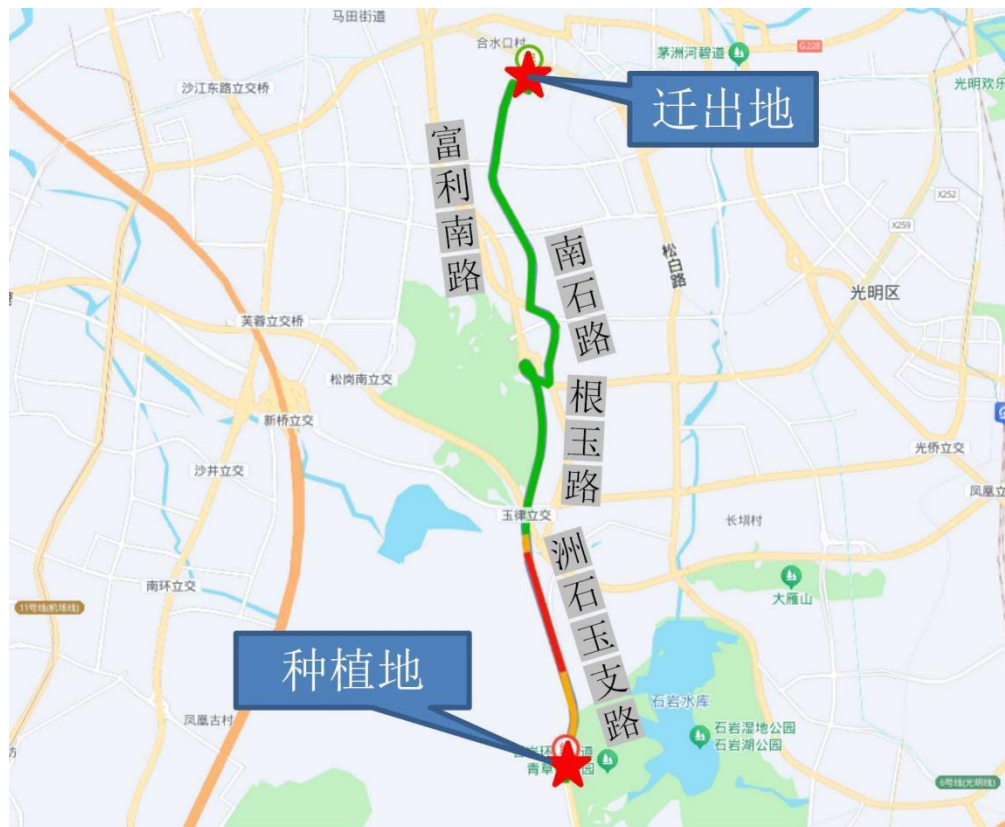 马田街道
合水口村
茅洲河碧道
G228
沙江东路立交桥
光明欢乐
迁出地
富利南路
X252
X259
松白路
南石路
光明区
芙蓉立交桥
松岗南立交
根玉路
新桥立交
光侨立交
沙井立交
凤凰立
玉律立交
长圳村
洲石玉支路
南环立交
大雁山
11号线(机场线)
种植地
石岩水库
凤凰古村
石岩湿地公园
石岩湖公园
道
青草
园
6号线(光明线)